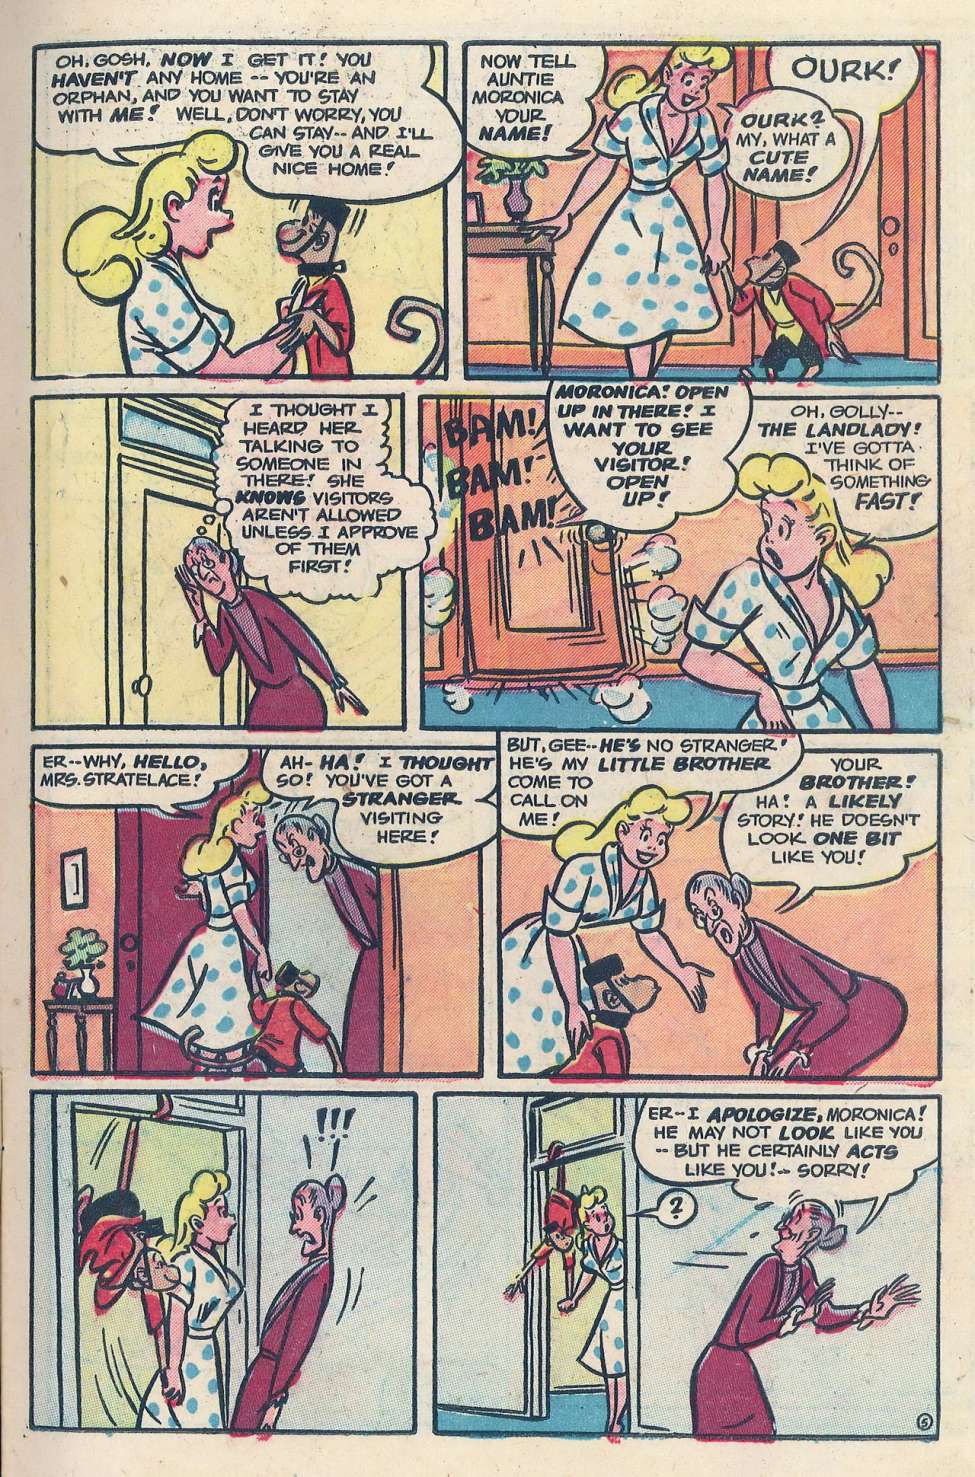 OH, GOSH, NOW I GET IT! YOU
HAVEN'T ANY HOME -- YOU'RE AN
ORPHAN, AND YOU WANT TO STAY
WITH ME! WELL, DON'T WORRY, YOU
CAN STAY -- AND I'LL
GIVE YOU A REAL
NICE HOME!
NOW TELL
AUNTIE
MORONICA
YOUR
NAME!
OURK!
OURK?
MY, WHAT A
CUTE
NAME!
I THOUGHT I
HEARD HER
TALKING TO
SOMEONE IN
THERE! SHE
KNOWS VISITORS
AREN'T ALLOWED
UNLESS I APPROVE
OF THEM
FIRST!
BAM!
BAM!
BAM!
MORONICA! OPEN
UP IN THERE! I
WANT TO SEE
YOUR
VISITOR!
OPEN
UP!
OH, GOLLY--
THE LANDLADY!
I'VE GOTTA
THINK OF
SOMETHING
FAST!
ER--WHY, HELLO,
MRS. STRATELACE!
AH-HA! I THOUGHT
SO! YOU'VE GOT A
STRANGER
VISITING
HERE!
BUT, GEE--HE'S NO STRANGER!
HE'S MY LITTLE BROTHER
COME TO
CALL ON
ME!
YOUR
BROTHER!
HA! A LIKELY
STORY! HE DOESN'T
LOOK ONE BIT
LIKE YOU!
!!!
?
ER--I APOLOGIZE, MORONICA!
HE MAY NOT LOOK LIKE YOU
-- BUT HE CERTAINLY ACTS
LIKE YOU!-- SORRY!
5